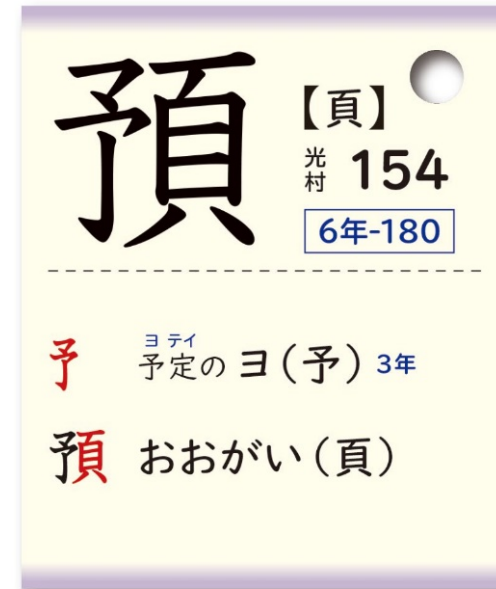 預
【頁】
光村 154
6年-180
予 予定のヨ(予) 3年
ヨテイ
預 おおがい(頁)